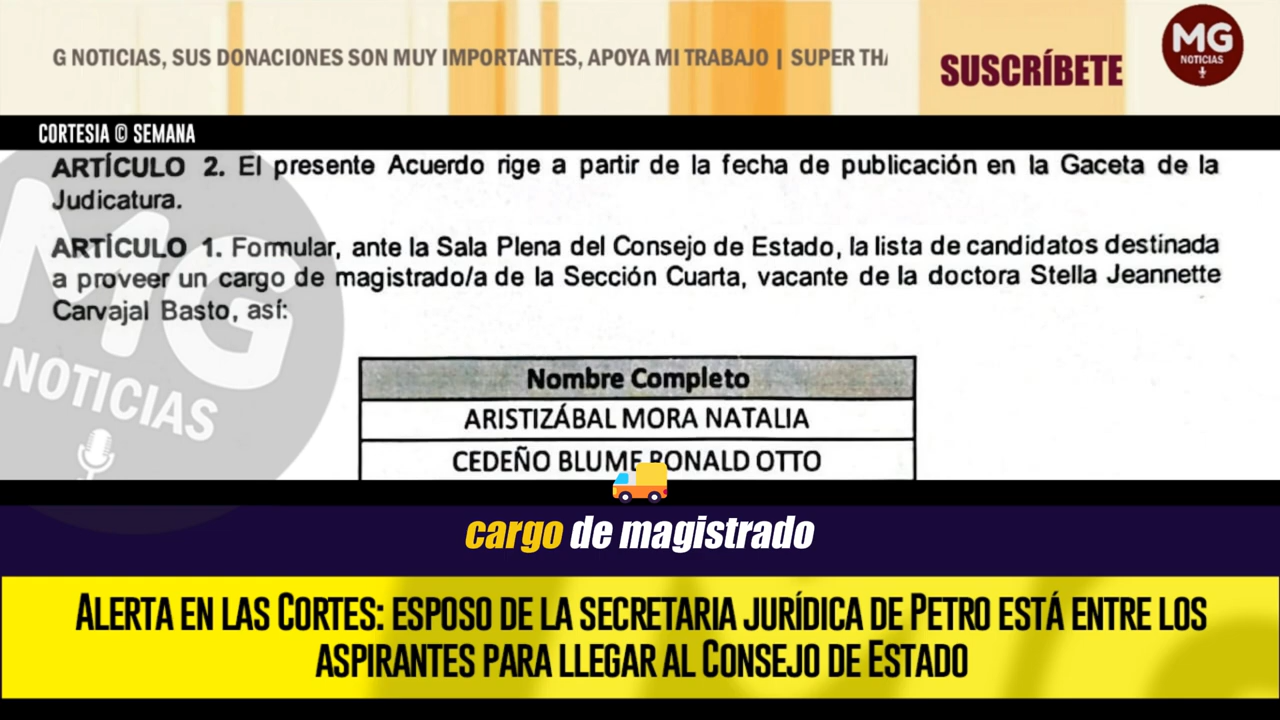 G NOTICIAS, SUS DONACIONES SON MUY IMPORTANTES, APOYA MI TRABAJO | SUPER THA
SUSCRÍBETE
MG
NOTICIAS
CORTESIA © SEMANA
ARTÍCULO 2. El presente Acuerdo rige a partir de la fecha de publicación en la Gaceta de la
Judicatura.
ARTÍCULO 1. Formular, ante la Sala Plena del Consejo de Estado, la lista de candidatos destinada
a proveer un cargo de magistrado/a de la Sección Cuarta, vacante de la doctora Stella Jeannette
Carvajal Basto, así:
MG
NOTICIAS
Nombre Completo
ARISTIZÁBAL MORA NATALIA
CEDEÑO BLUME RONALD OTTO
cargo de magistrado
ALERTA EN LAS CORTES: ESPOSO DE LA SECRETARIA JURÍDICA DE PETRO ESTÁ ENTRE LOS
ASPIRANTES PARA LLEGAR AL CONSEJO DE ESTADO